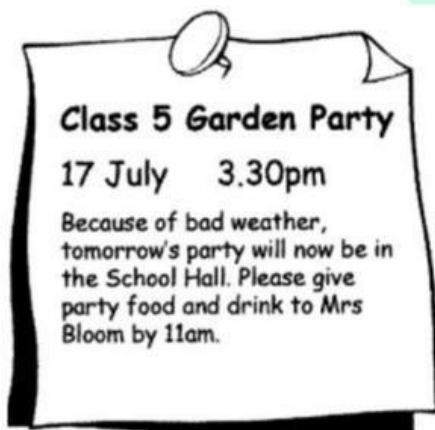 Class 5 Garden Party
17 July 3.30pm
Because of bad weather,
tomorrow's party will now be in
the School Hall. Please give
party food and drink to Mrs
Bloom by 11am.